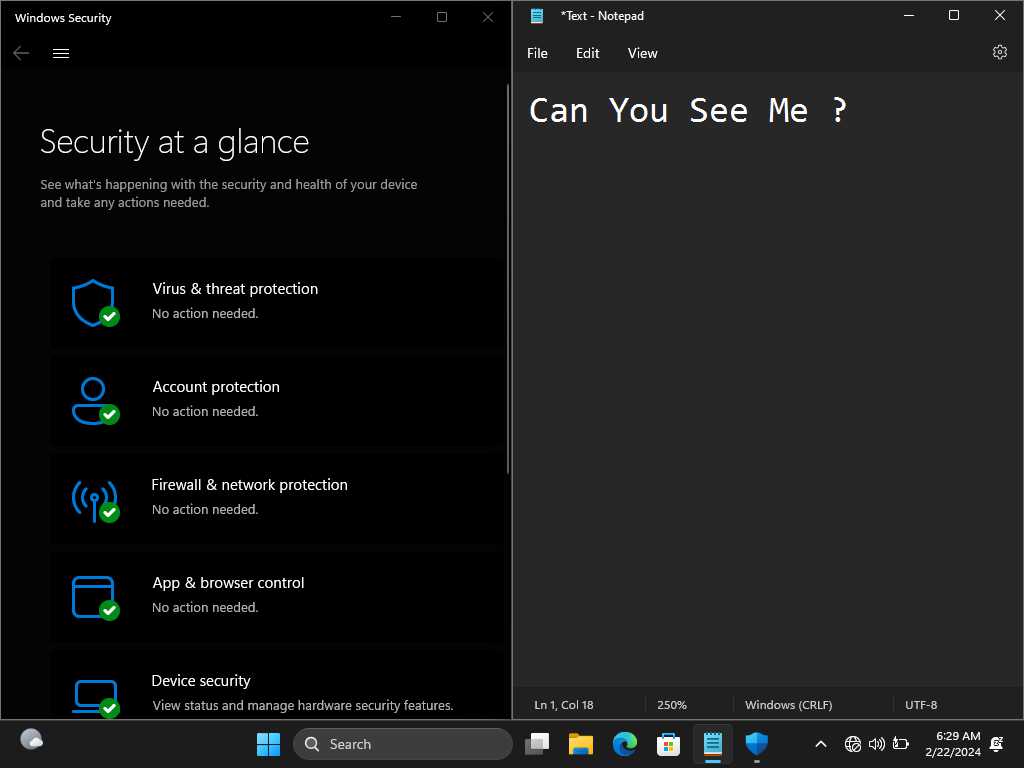 Windows Security
Security at a glance
See what's happening with the security and health of your device
and take any actions needed.
Virus & threat protection
No action needed.
Account protection
No action needed.
Firewall & network protection
No action needed.
App & browser control
No action needed.
Device security
View status and manage hardware security features.
*Text - Notepad
File Edit View
Can You See Me ?
Ln 1, Col 18 250% Windows (CRLF) UTF-8
Search
6:29 AM
2/22/2024